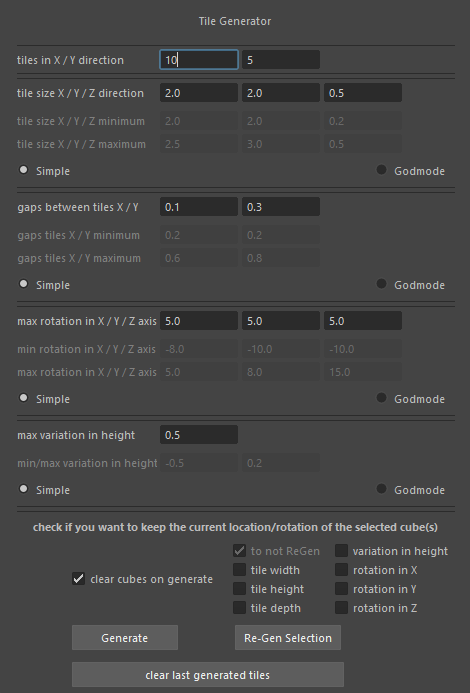 Tile Generator
tiles in X / Y direction 10 5
tile size X / Y / Z direction 2.0 2.0 0.5
tile size X / Y / Z minimum 2.0 2.0 0.2
tile size X / Y / Z maximum 2.5 3.0 0.5
Simple Godmode
gaps between tiles X / Y 0.1 0.3
gaps tiles X / Y minimum 0.2 0.2
gaps tiles X / Y maximum 0.6 0.8
Simple Godmode
max rotation in X / Y / Z axis 5.0 5.0 5.0
min rotation in X / Y / Z axis -8.0 -10.0 -10.0
max rotation in X / Y / Z axis 5.0 8.0 15.0
Simple Godmode
max variation in height 0.5
min/max variation in height -0.5 0.2
Simple Godmode
check if you want to keep the current location/rotation of the selected cube(s)
to not ReGen variation in height
clear cubes on generate tile width rotation in X
tile height rotation in Y
tile depth rotation in Z
Generate Re-Gen Selection
clear last generated tiles